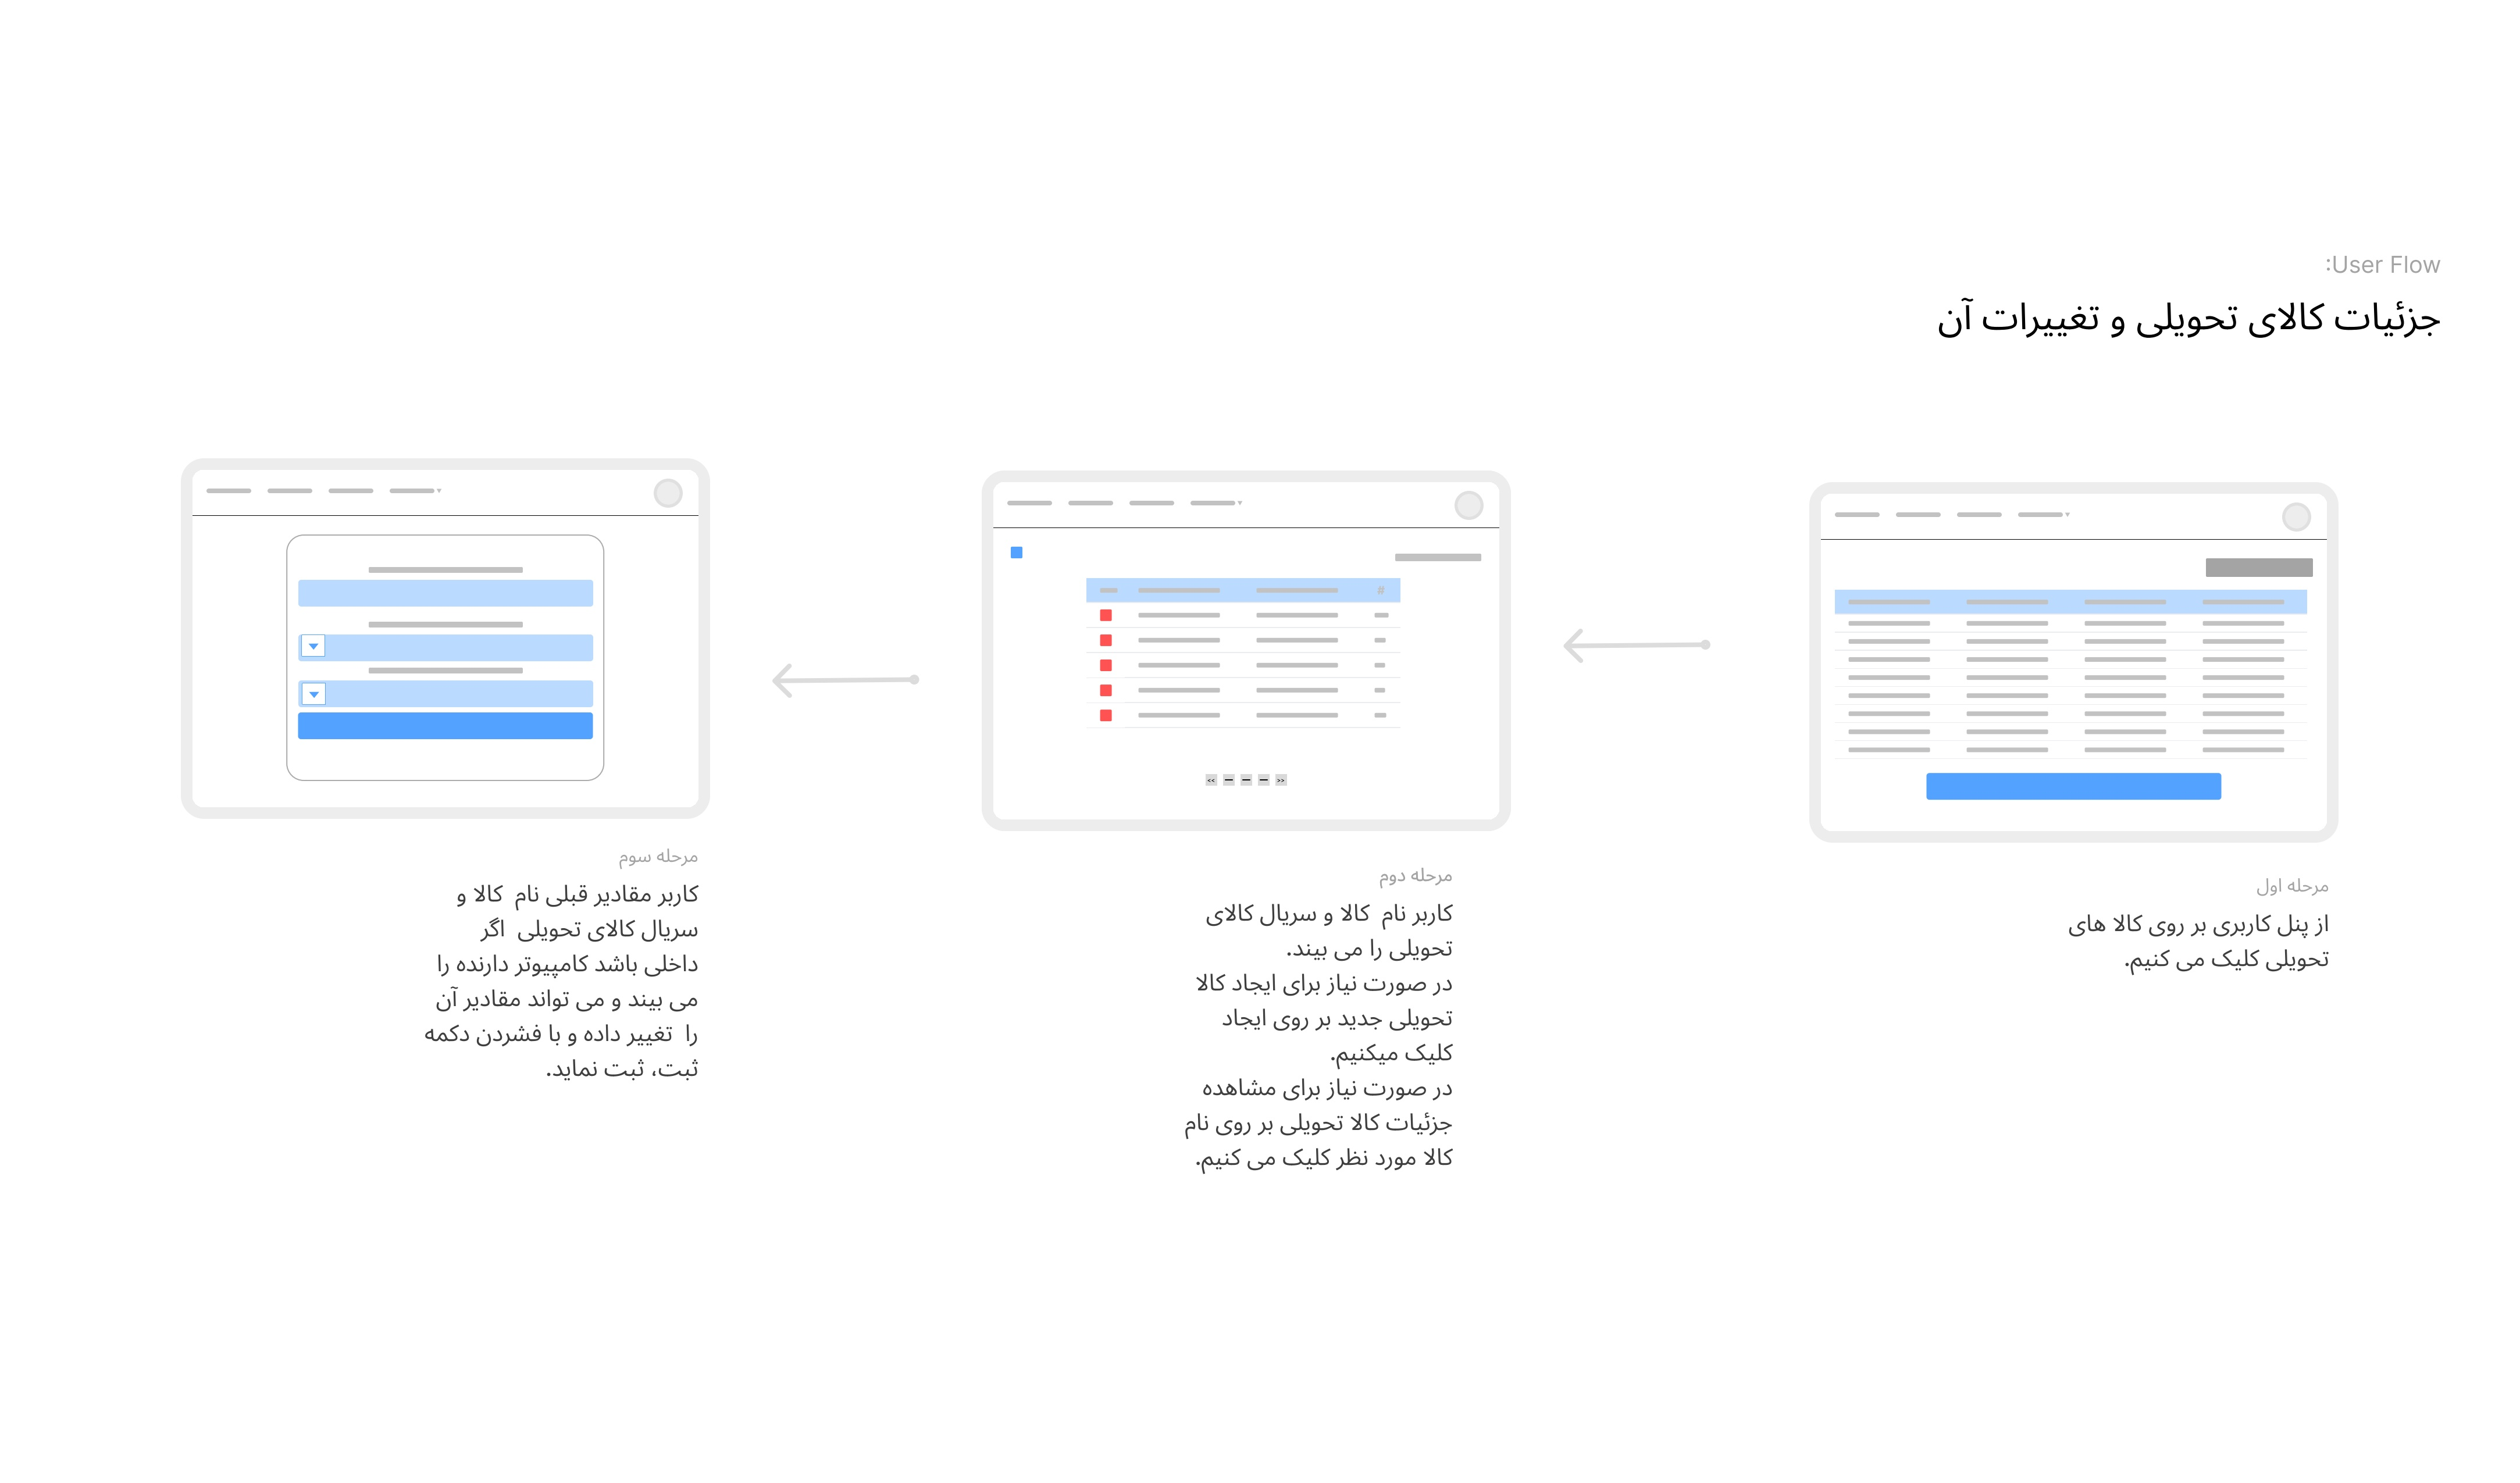 User Flow:
جزئیات کالای تحویلی و تغییرات آن
مرحله اول
از پنل کاربری بر روی کالا های
تحویلی کلیک می کنیم.
#
<< >>
مرحله دوم
کاربر نام کالا و سریال کالای
تحویلی را می بیند.
در صورت نیاز برای ایجاد کالا
تحویلی جدید بر روی ایجاد
کلیک میکنیم.
در صورت نیاز برای مشاهده
جزئیات کالا تحویلی بر روی نام
کالا مورد نظر کلیک می کنیم.
مرحله سوم
کاربر مقادیر قبلی نام کالا و
سریال کالای تحویلی اگر
داخلی باشد کامپیوتر دارنده را
می بیند و می تواند مقادیر آن
را تغییر داده و با فشردن دکمه
ثبت، ثبت نماید.